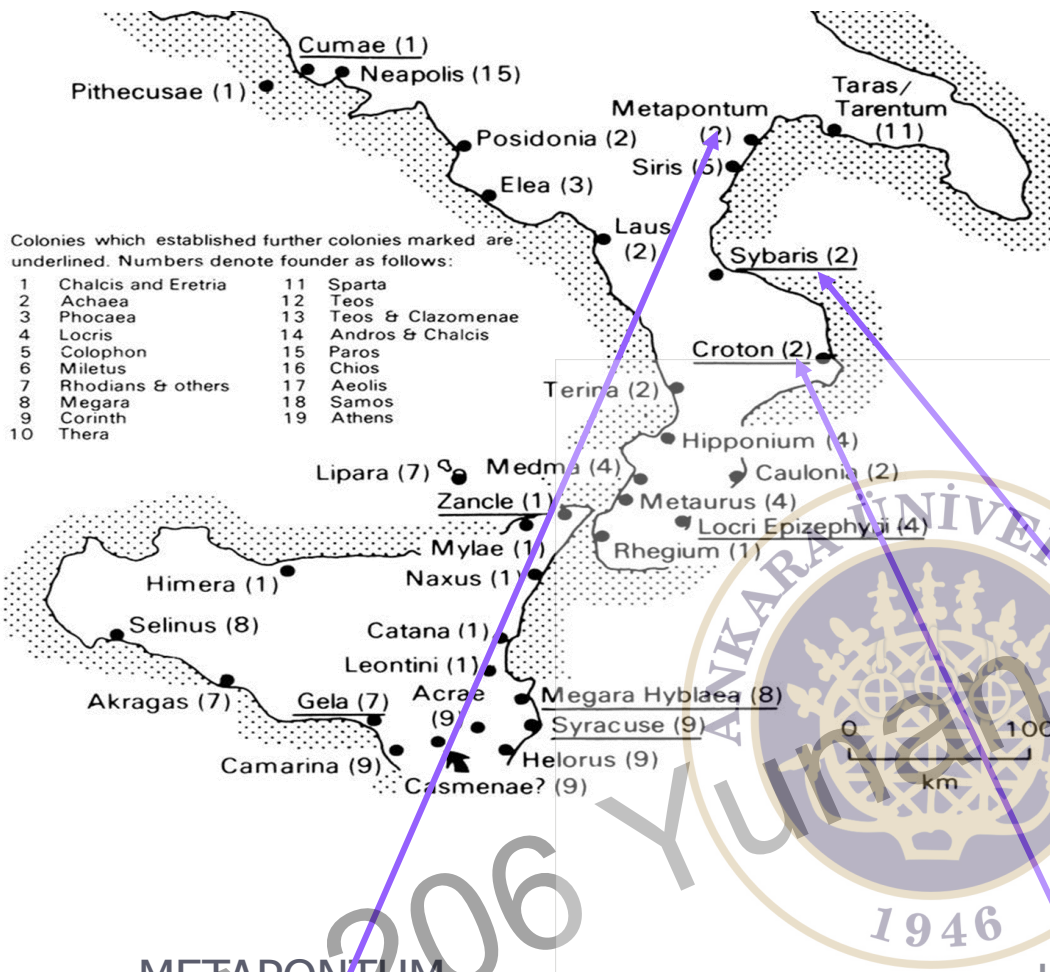 Cumae (1)
Neapolis (15)
Pithecusae (1)
Taras/
Tarentum
(11)
Metapontum
(2)
Posidonia (2)
Siris (5)
Elea (3)
Laus
(2)
Sybaris (2)
Colonies which established further colonies marked are
underlined. Numbers denote founder as follows:
1 Chalcis and Eretria
2 Achaea
3 Phocaea
4 Locris
5 Colophon
6 Miletus
7 Rhodians & others
8 Megara
9 Corinth
10 Thera
11 Sparta
12 Teos
13 Teos & Clazomenae
14 Andros & Chalcis
15 Paros
16 Chios
17 Aeolis
18 Samos
19 Athens
Croton (2)
Terina (2)
Hipponium (4)
Lipara (7)
Medma (4)
Caulonia (2)
Zancle (1)
Metaurus (4)
Locri Epizephyrii (4)
Mylae (1)
Rhegium (1)
Himera (1)
Naxus (1)
Selinus (8)
Catana (1)
Leontini (1)
Akragas (7)
Gela (7)
Acrae
(9)
Megara Hyblaea (8)
Syracuse (9)
Camarina (9)
Helorus (9)
Casmenae? (9)
0 100
km
ANKARA ÜNİVER
1946
206 Yunan
METAPONTUM